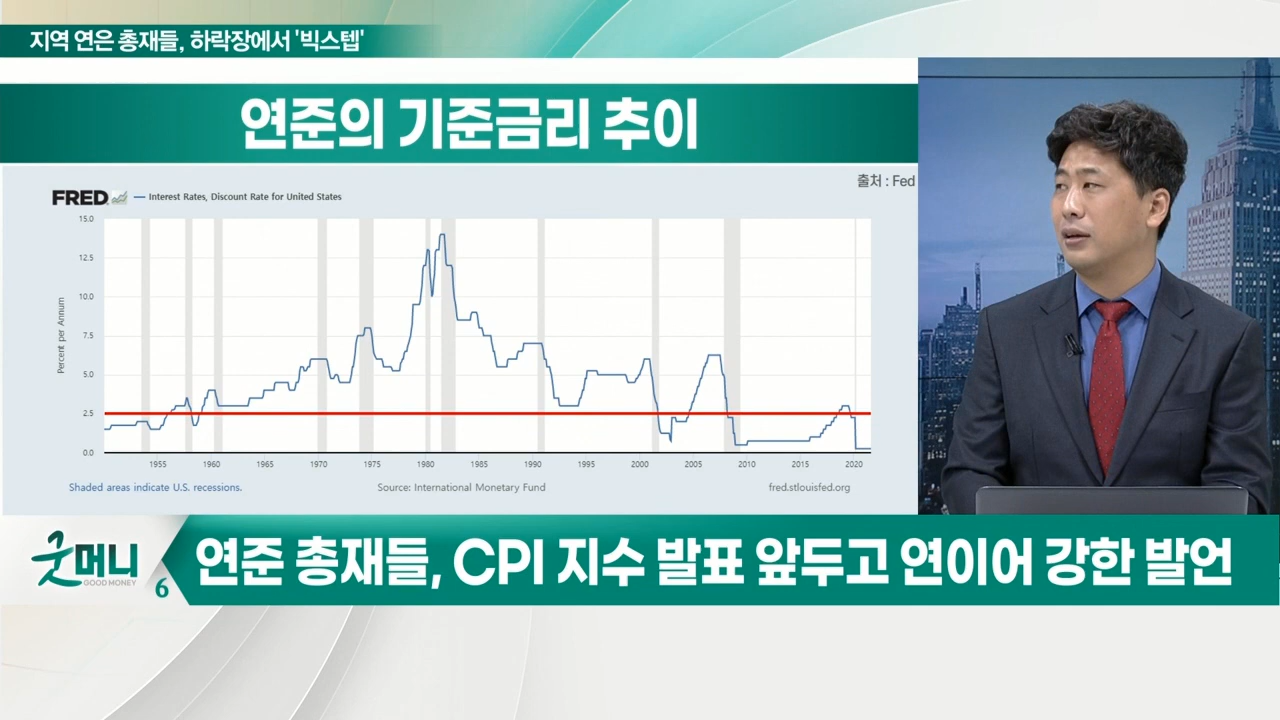 지역 연은 총재들, 하락장에서 '빅스텝'
연준의 기준금리 추이
출처 : Fed
FRED
Interest Rates, Discount Rate for United States
Percent per Annum
15.0
12.5
10.0
7.5
5.0
2.5
0.0
1955 1960 1965 1970 1975 1980 1985 1990 1995 2000 2005 2010 2015 2020
Shaded areas indicate U.S. recessions. Source: International Monetary Fund fred.stlouisfed.org
굿머니
GOOD MONEY
6
연준 총재들, CPI 지수 발표 앞두고 연이어 강한 발언